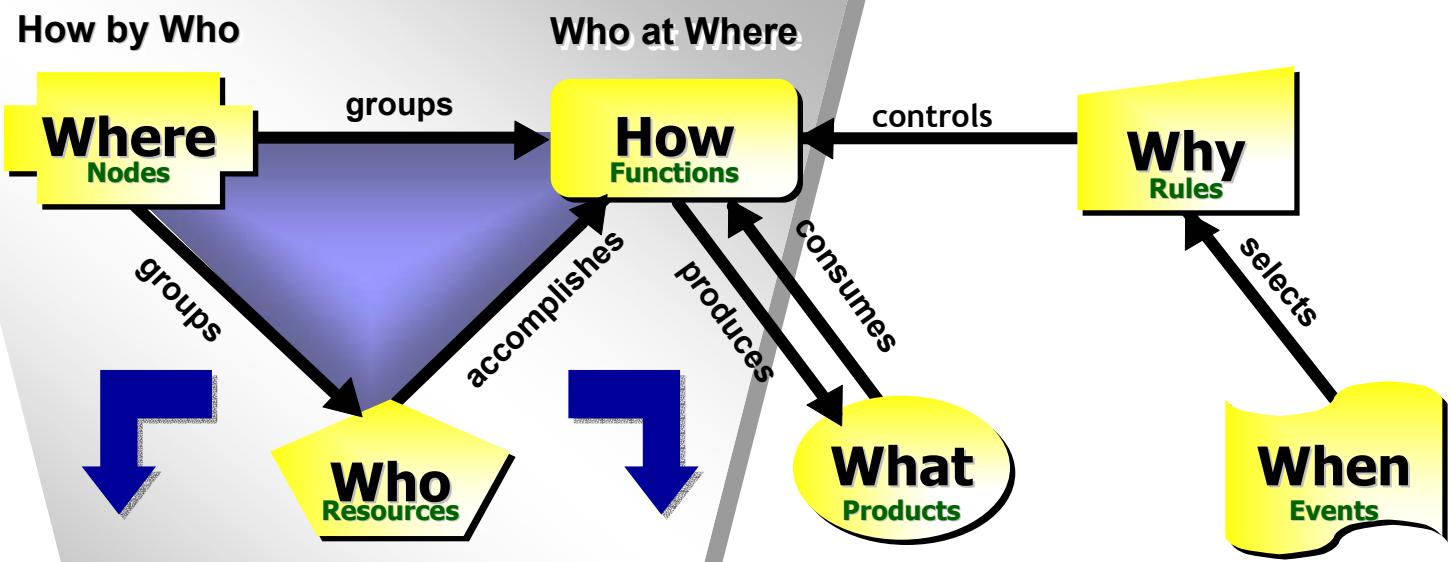 How by Who
Who at Where
groups
controls
Where
Nodes
How
Functions
Why
Rules
groups
accomplishes
produces
consumes
selects
Who
Resources
What
Products
When
Events